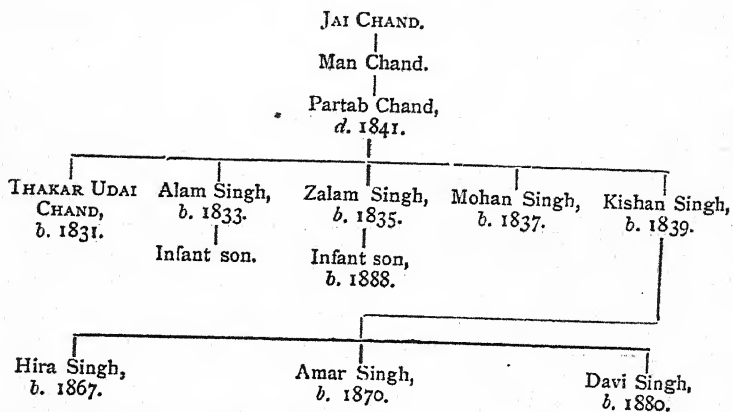 JAI CHAND.
Man Chand.
Partab Chand,
d. 1841.
THAKAR UDAI
CHAND,
b. 1831.
Alam Singh,
b. 1833.
Infant son.
Zalam Singh,
b. 1835.
Infant son,
b. 1888.
Mohan Singh,
b. 1837.
Kishan Singh,
b. 1839.
Hira Singh,
b. 1867.
Amar Singh,
b. 1870.
Davi Singh,
b. 1880.